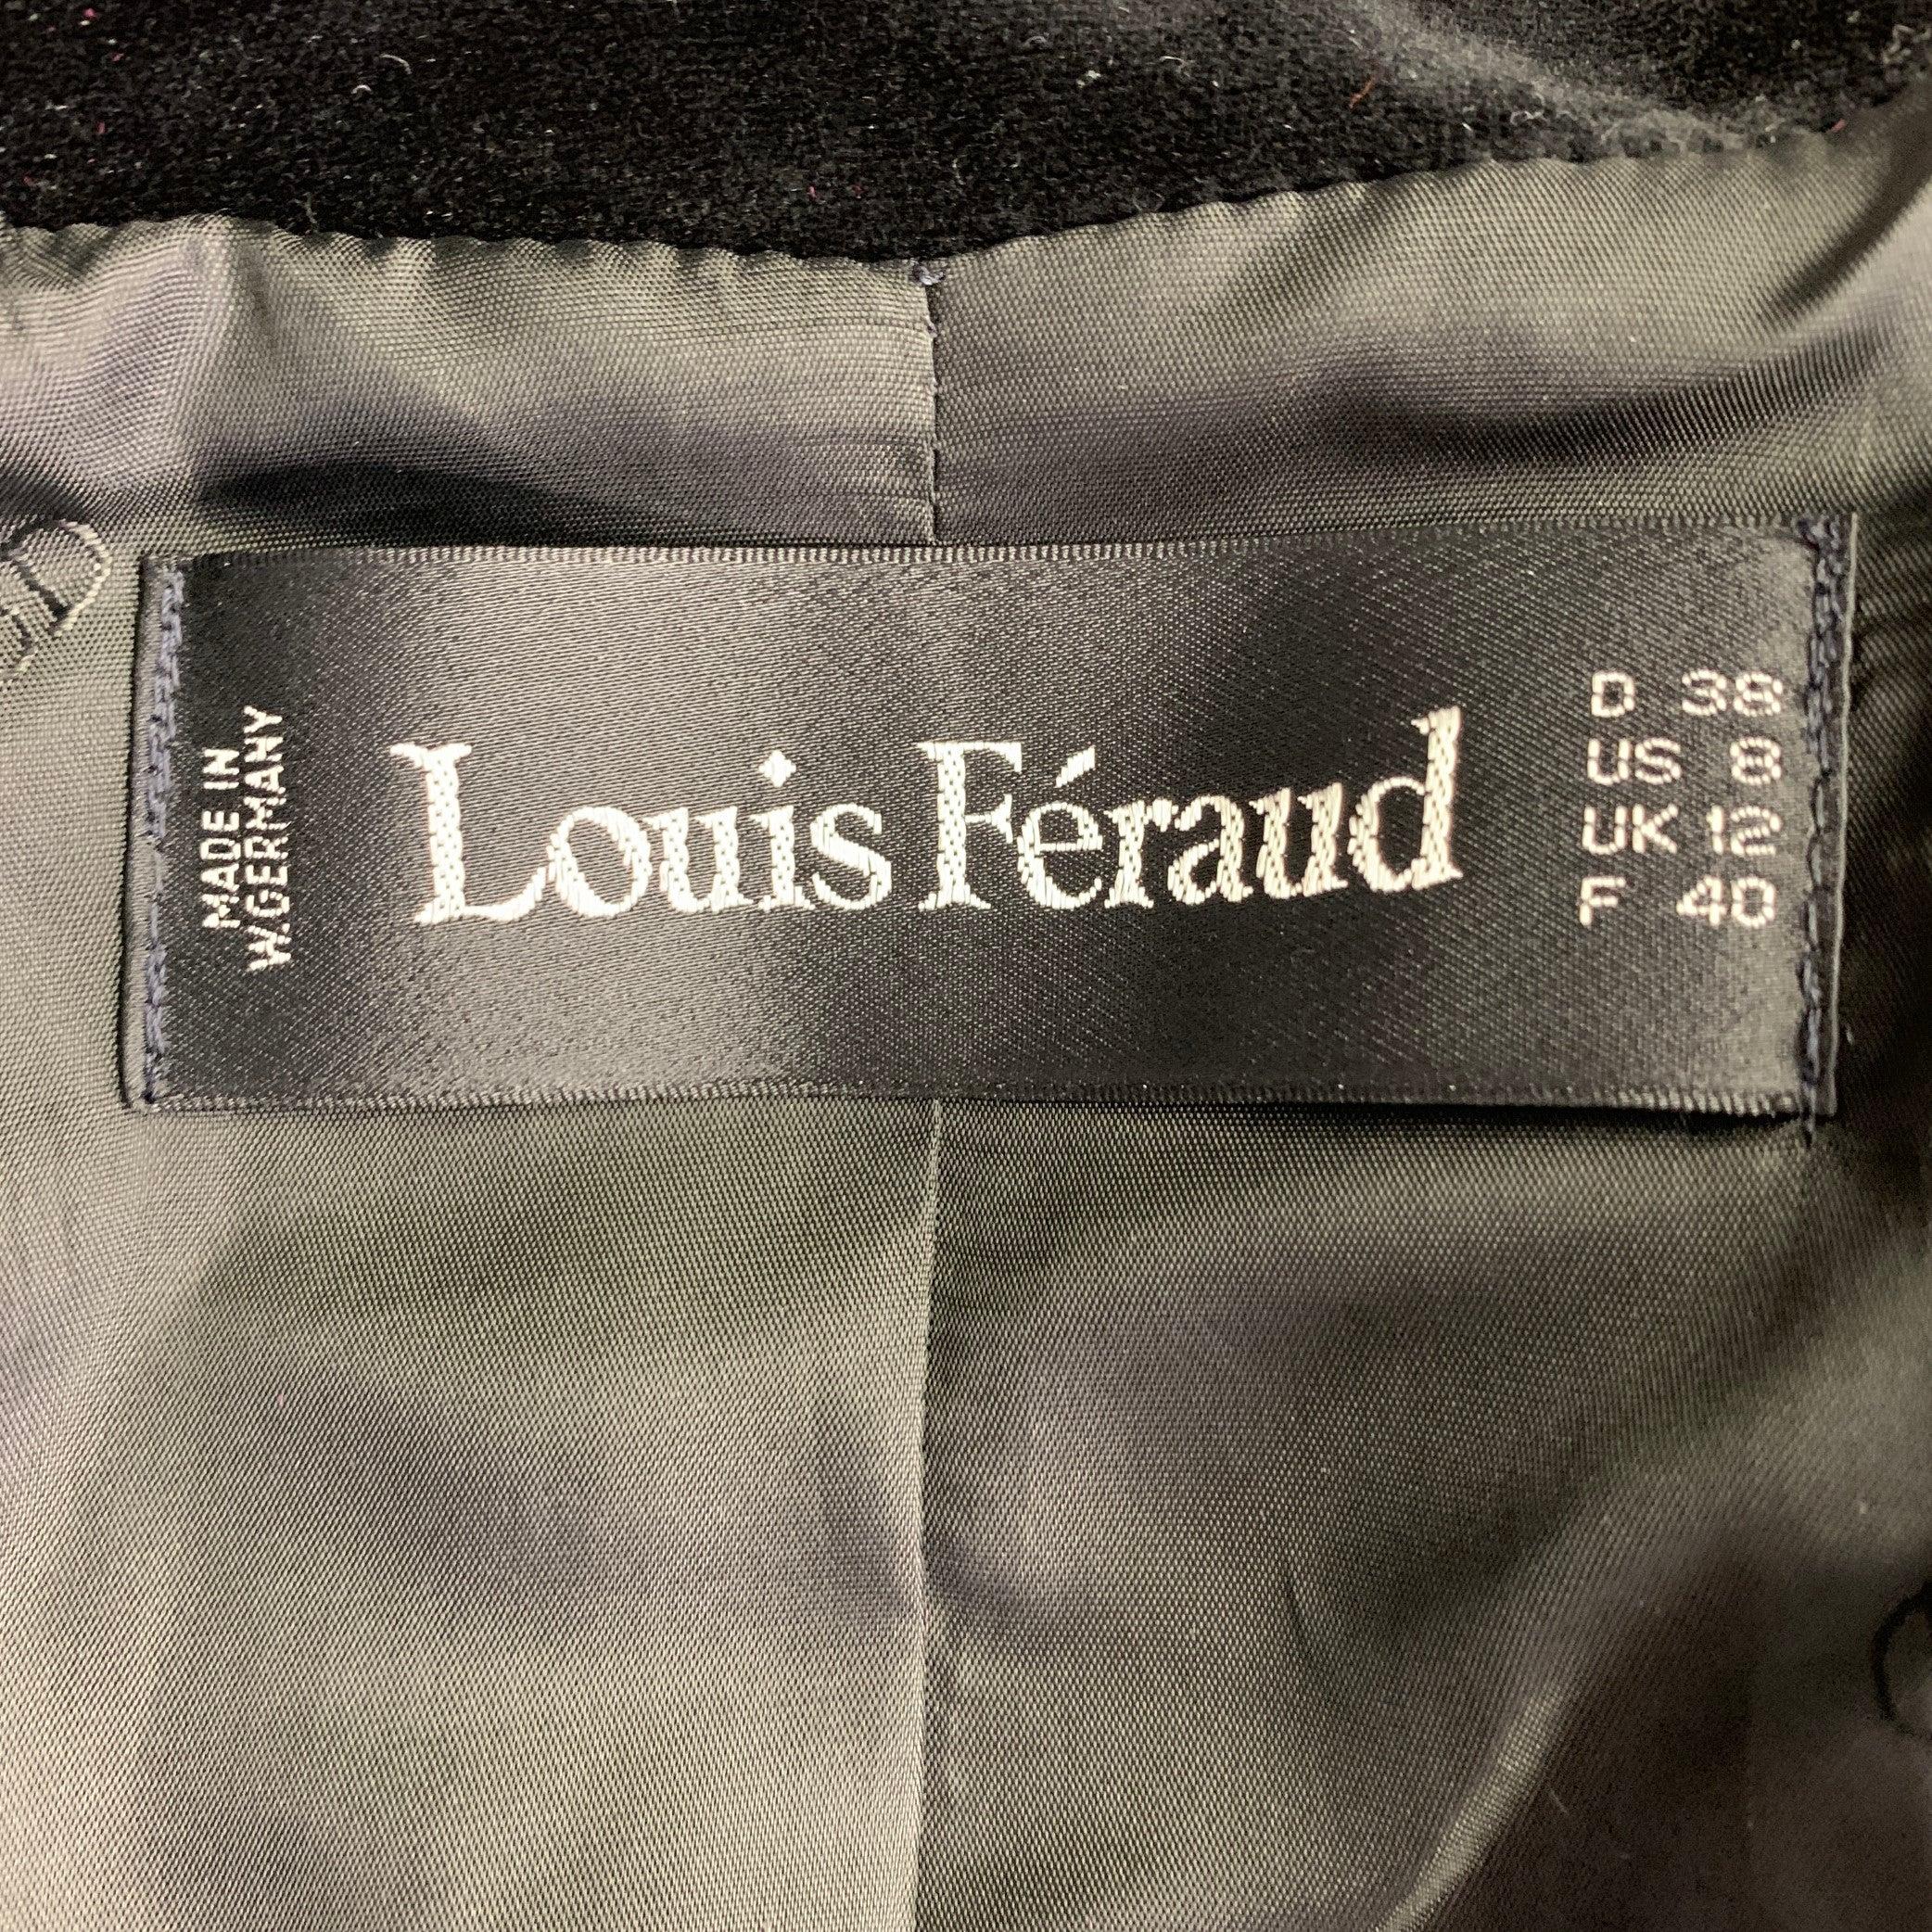 MADE IN
W.GERMANY
Louis Féraud
D 38
US 8
UK 12
F 40